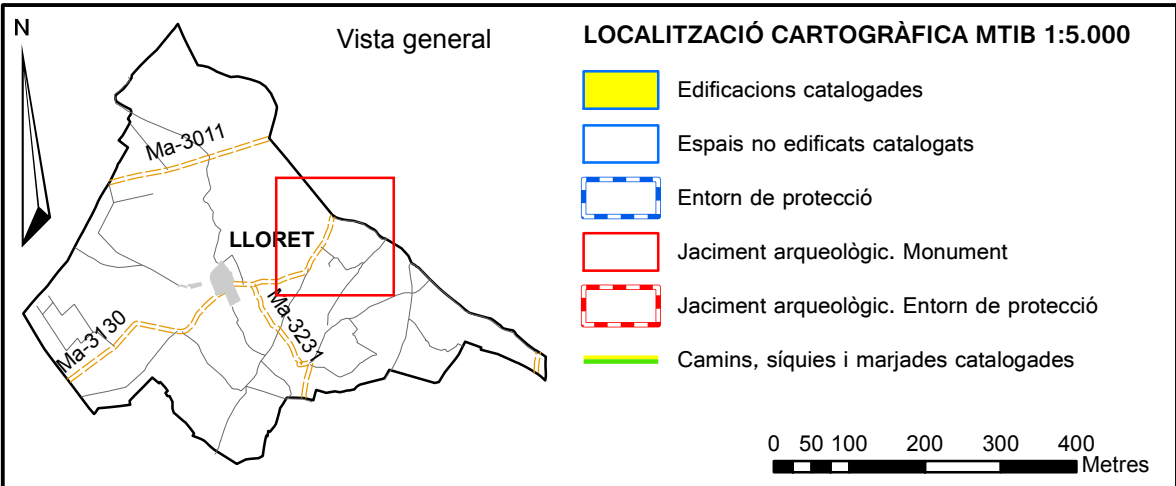 N
Vista general
Ma-3011
LLORET
Ma-3130
Ma-3231
LOCALITZACIÓ CARTOGRÀFICA MTIB 1:5.000
Edificacions catalogades
Espais no edificats catalogats
Entorn de protecció
Jaciment arqueològic. Monument
Jaciment arqueològic. Entorn de protecció
Camins, síquies i marjades catalogades
0 50 100 200 300 400
Metres